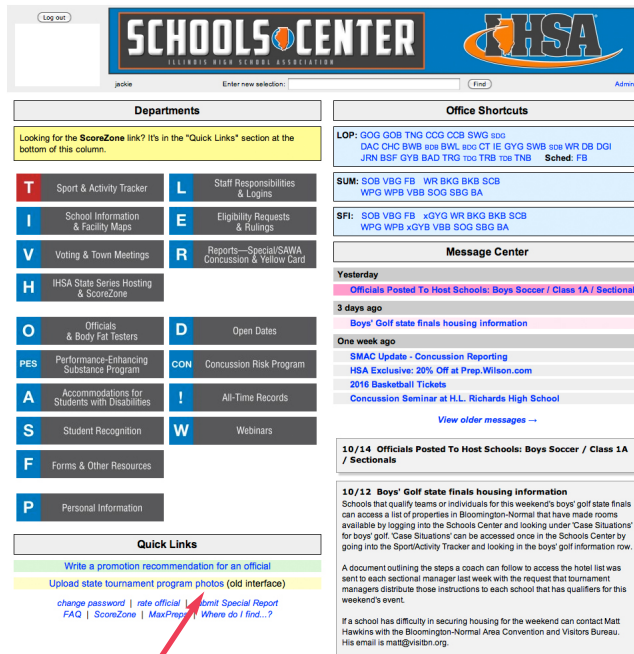 Log out
SCHOOLS CENTER
ILLINOIS HIGH SCHOOL ASSOCIATION
IHSA
jackie
Enter new selection:
Find
Admin
Departments
Looking for the ScoreZone link? It's in the "Quick Links" section at the
bottom of this column.
T Sport & Activity Tracker
L Staff Responsibilities
& Logins
I School Information
& Facility Maps
E Eligibility Requests
& Rulings
V Voting & Town Meetings
R Reports—Special/SAWA
Concussion & Yellow Card
H IHSA State Series Hosting
& ScoreZone
O Officials
& Body Fat Testers
D Open Dates
PES Performance-Enhancing
Substance Program
CON Concussion Risk Program
A Accommodations for
Students with Disabilities
! All-Time Records
S Student Recognition
W Webinars
F Forms & Other Resources
P Personal Information
Quick Links
Write a promotion recommendation for an official
Upload state tournament program photos (old interface)
change password | rate official | Submit Special Report
FAQ | ScoreZone | MaxPreps | Where do I find...?
Office Shortcuts
LOP: GOG GOB TNG CCG CCB SWG SDG
DAC CHC BWB BDB BWL BDG CT IE GYG SWB SDB WR DB DGI
JRN BSF GYB BAD TRG TDG TRB TDB TNB Sched: FB
SUM: SOB VBG FB WR BKG BKB SCB
WPG WPB VBB SOG SBG BA
SFI: SOB VBG FB xGYG WR BKG BKB SCB
WPG WPB xGYB VBB SOG SBG BA
Message Center
Yesterday
Officials Posted To Host Schools: Boys Soccer / Class 1A / Sectional
3 days ago
Boys' Golf state finals housing information
One week ago
SMAC Update - Concussion Reporting
HSA Exclusive: 20% Off at Prep.Wilson.com
2016 Basketball Tickets
Concussion Seminar at H.L. Richards High School
View older messages →
10/14 Officials Posted To Host Schools: Boys Soccer / Class 1A
/ Sectionals
10/12 Boys' Golf state finals housing information
Schools that qualify teams or individuals for this weekend's boys' golf state finals
can access a list of properties in Bloomington-Normal that have made rooms
available by logging into the Schools Center and looking under 'Case Situations'
for boys' golf. 'Case Situations' can be accessed once in the Schools Center by
going into the Sport/Activity Tracker and looking in the boys' golf information row.
A document outlining the steps a coach can follow to access the hotel list was
sent to each sectional manager last week with the request that tournament
managers distribute those instructions to each school that has qualifiers for this
weekend's event.
If a school has difficulty in securing housing for the weekend can contact Matt
Hawkins with the Bloomington-Normal Area Convention and Visitors Bureau.
His email is matt@visitbn.org.